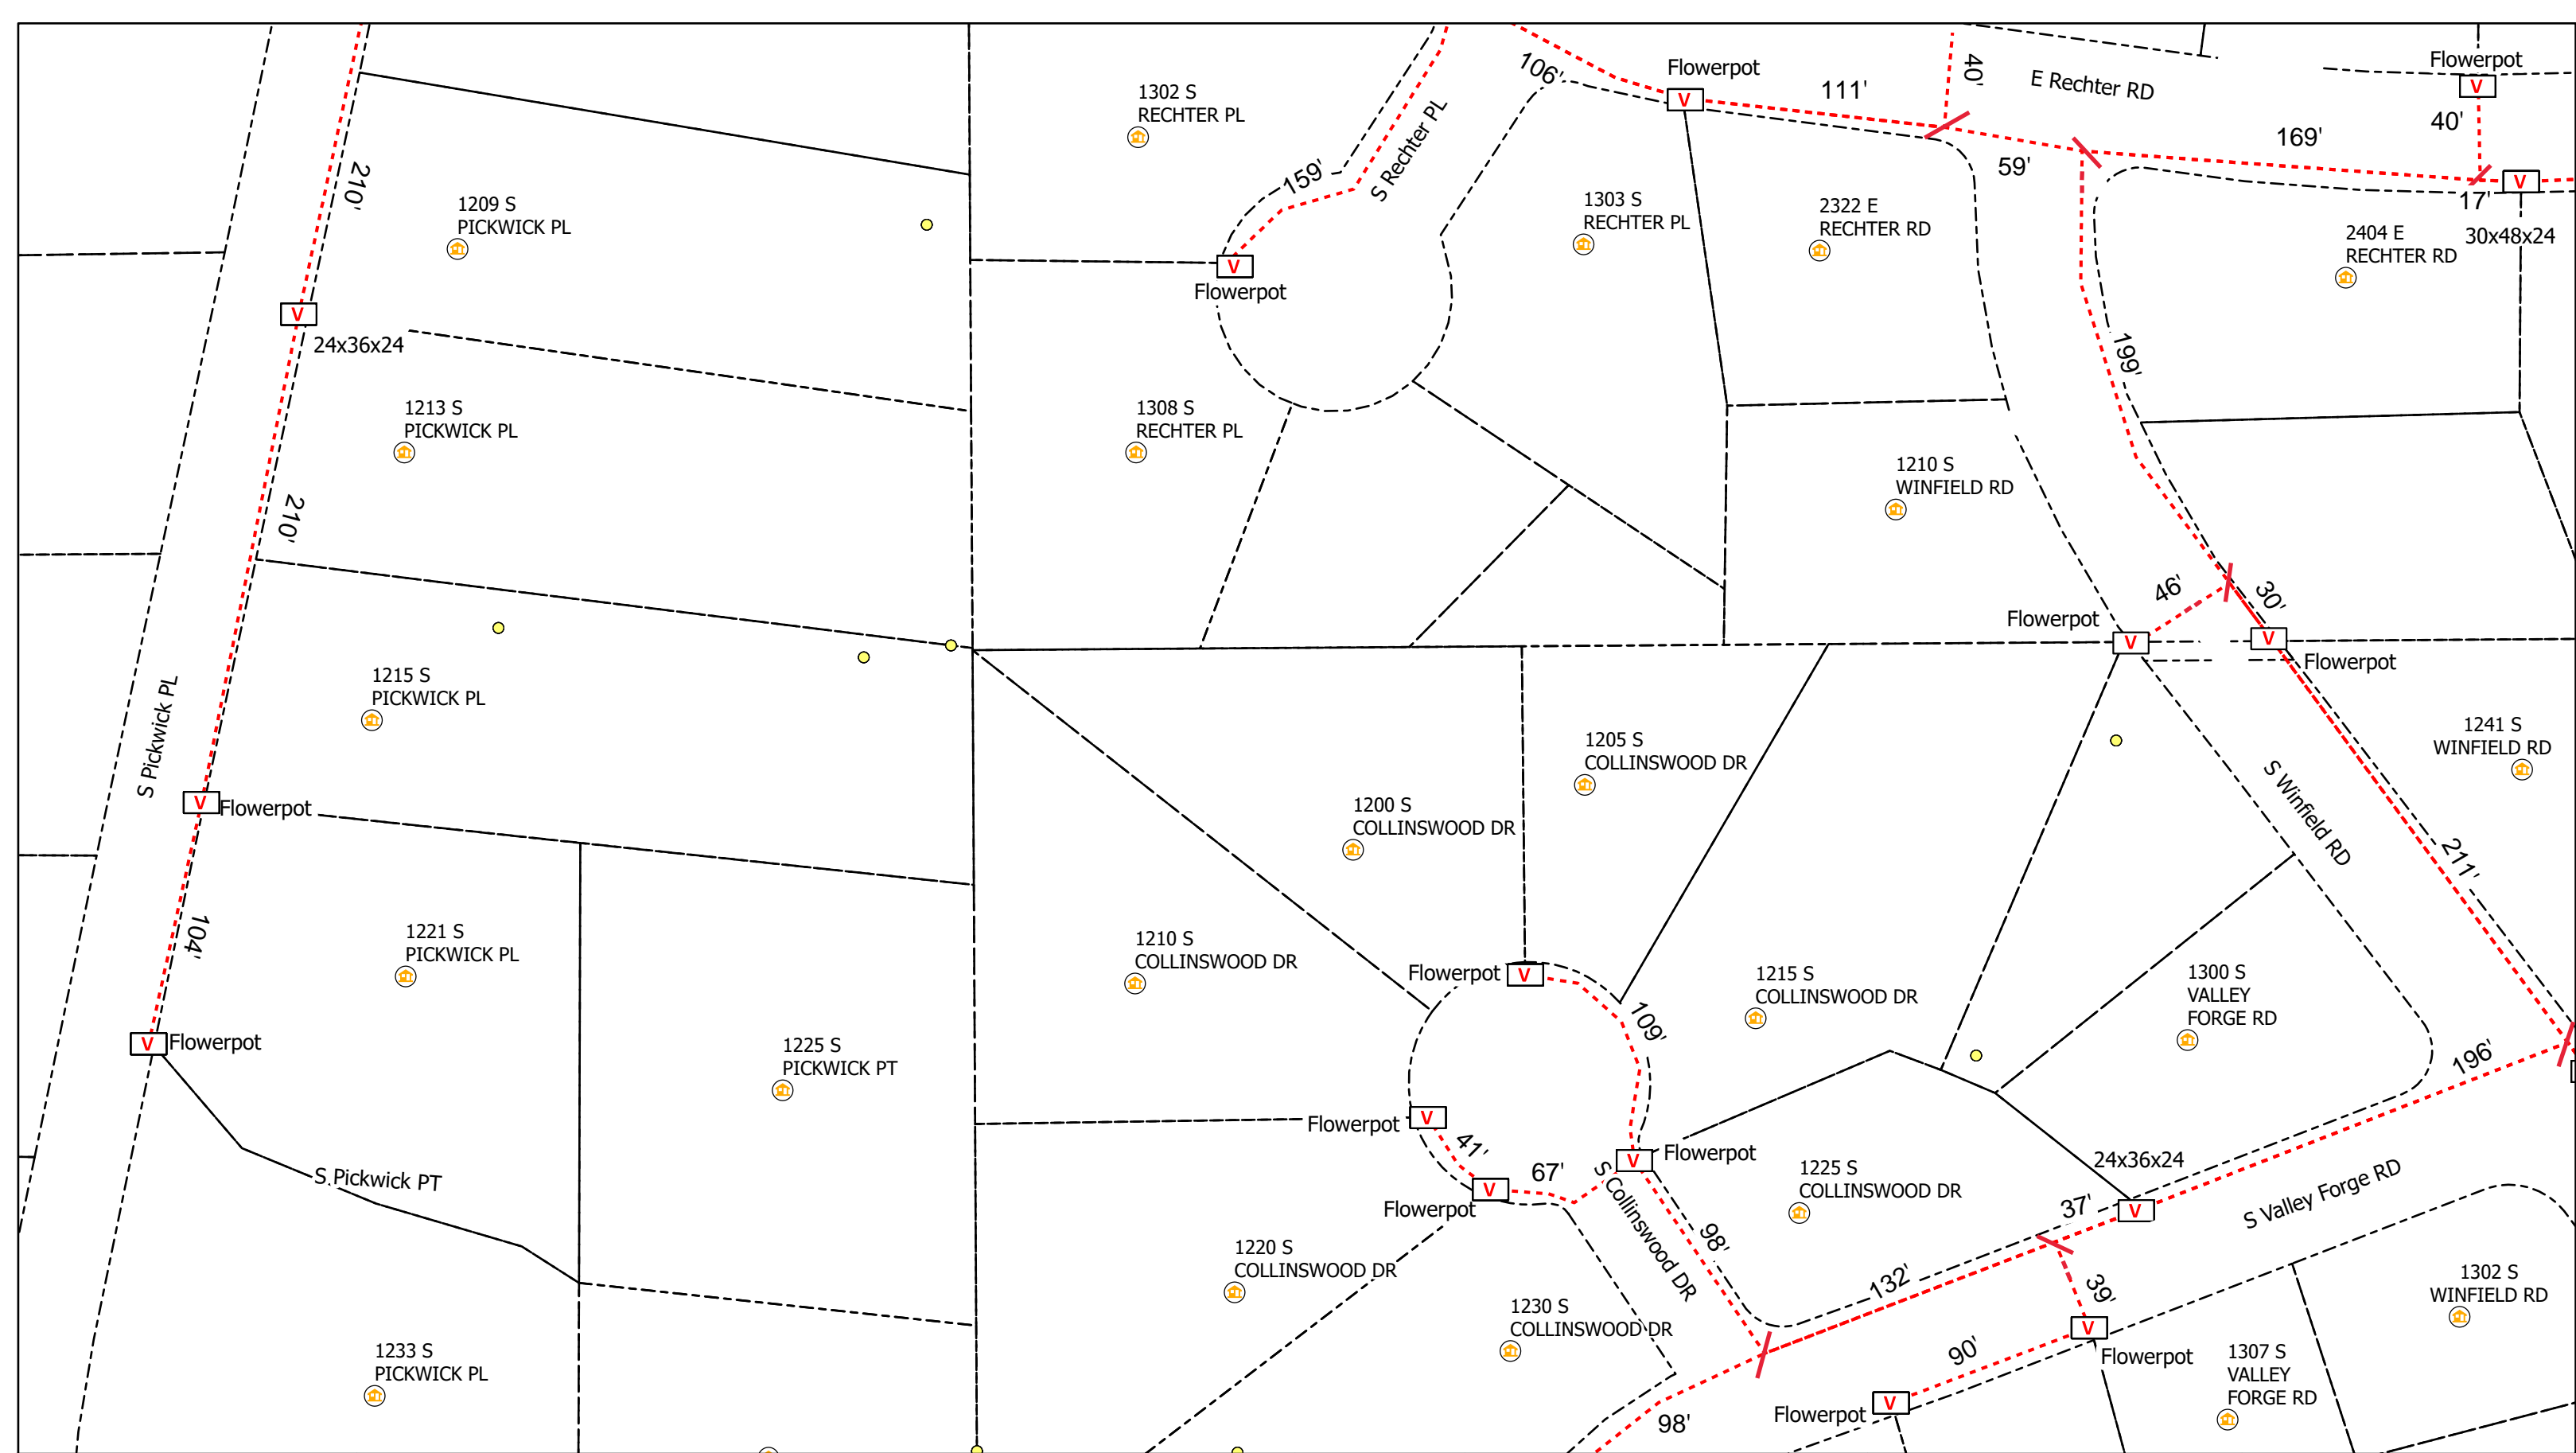 Flowerpot
V
106'
Flowerpot
V
111'
40'
E Rechter RD
40'
1302 S
RECHTER PL
S Rechter PL
159'
59'
169'
V
17'
30x48x24
210'
1209 S
PICKWICK PL
1303 S
RECHTER PL
2322 E
RECHTER RD
2404 E
RECHTER RD
V
Flowerpot
V
24x36x24
199'
1213 S
PICKWICK PL
1308 S
RECHTER PL
1210 S
WINFIELD RD
210'
46'
30'
Flowerpot
V
V
Flowerpot
S Pickwick PL
1215 S
PICKWICK PL
1205 S
COLLINSWOOD DR
1241 S
WINFIELD RD
S Winfield RD
V
Flowerpot
1200 S
COLLINSWOOD DR
211'
104'
1221 S
PICKWICK PL
1210 S
COLLINSWOOD DR
Flowerpot
V
1215 S
COLLINSWOOD DR
1300 S
VALLEY
FORGE RD
109'
196'
V
Flowerpot
1225 S
PICKWICK PT
Flowerpot
V
41'
67'
V
Flowerpot
S Pickwick PT
V
Flowerpot
S Collinswood DR
1225 S
COLLINSWOOD DR
24x36x24
V
37'
S Valley Forge RD
98'
1220 S
COLLINSWOOD DR
132'
39'
1302 S
WINFIELD RD
1230 S
COLLINSWOOD DR
V
Flowerpot
1233 S
PICKWICK PL
90'
1307 S
VALLEY
FORGE RD
98'
Flowerpot
V